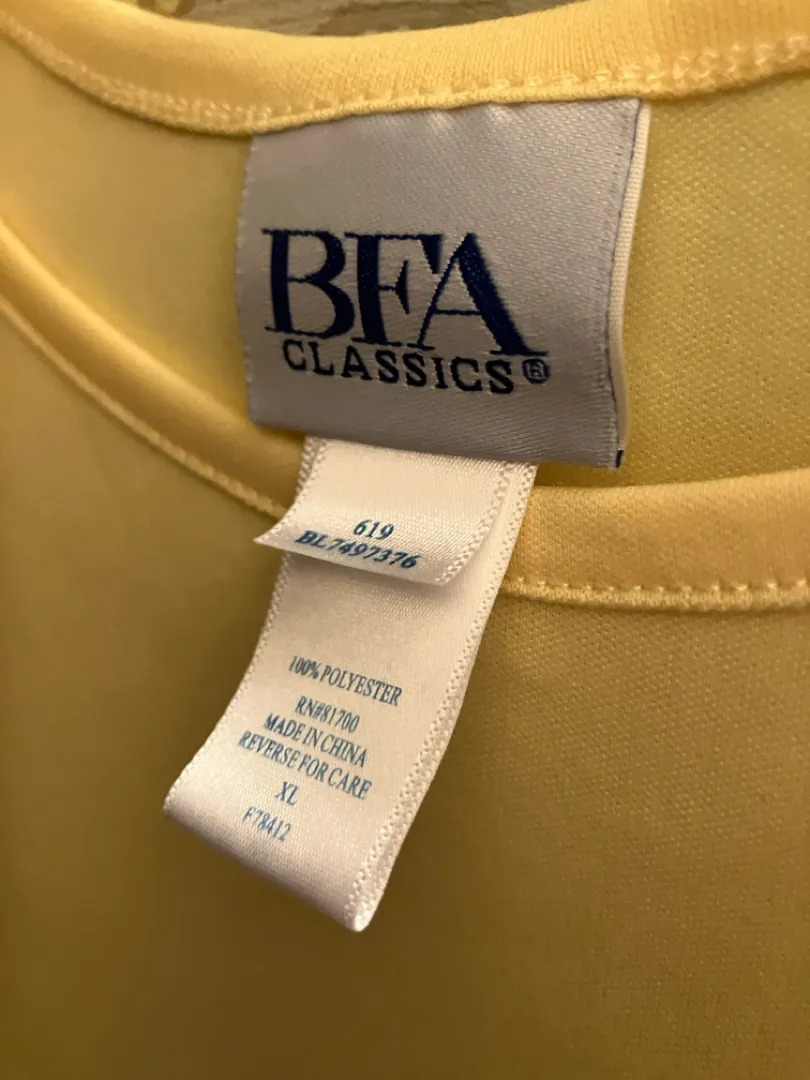 BFA
CLASSICS®
619
BL7497376
100% POLYESTER
RN#81700
MADE IN CHINA
REVERSE FOR CARE
XL
F78412